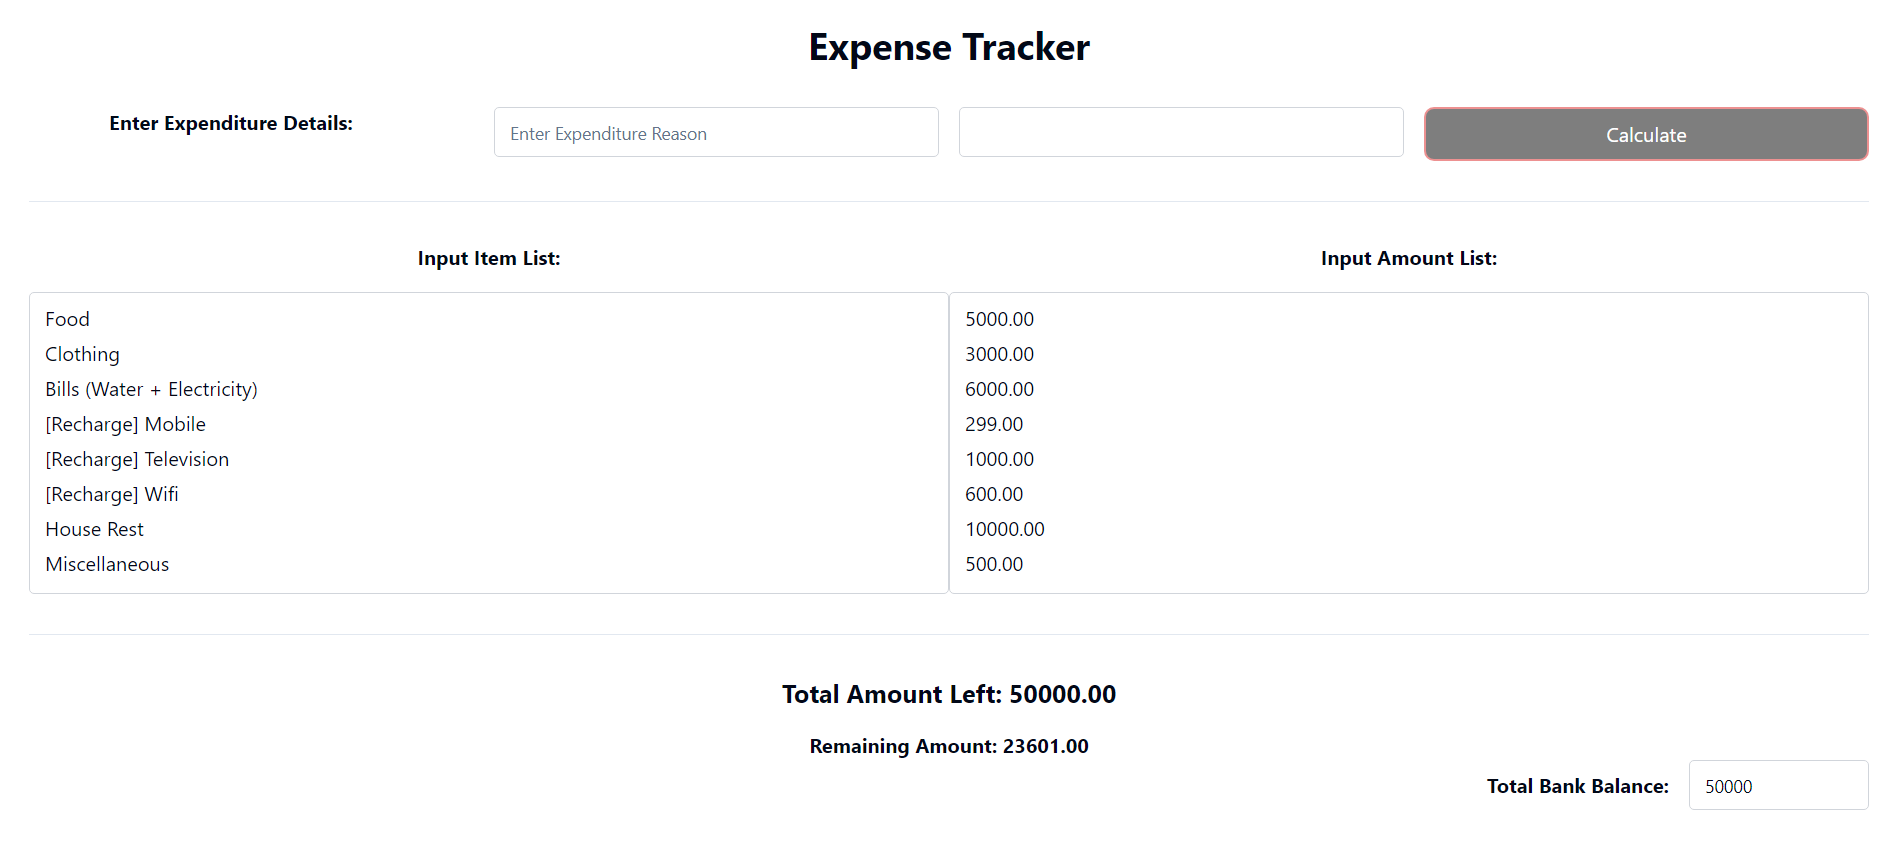 Expense Tracker
Enter Expenditure Details:
Enter Expenditure Reason
Calculate
Input Item List:
Input Amount List:
Food
5000.00
Clothing
3000.00
Bills (Water + Electricity)
6000.00
[Recharge] Mobile
299.00
[Recharge] Television
1000.00
[Recharge] Wifi
600.00
House Rest
10000.00
Miscellaneous
500.00
Total Amount Left: 50000.00
Remaining Amount: 23601.00
Total Bank Balance:
50000